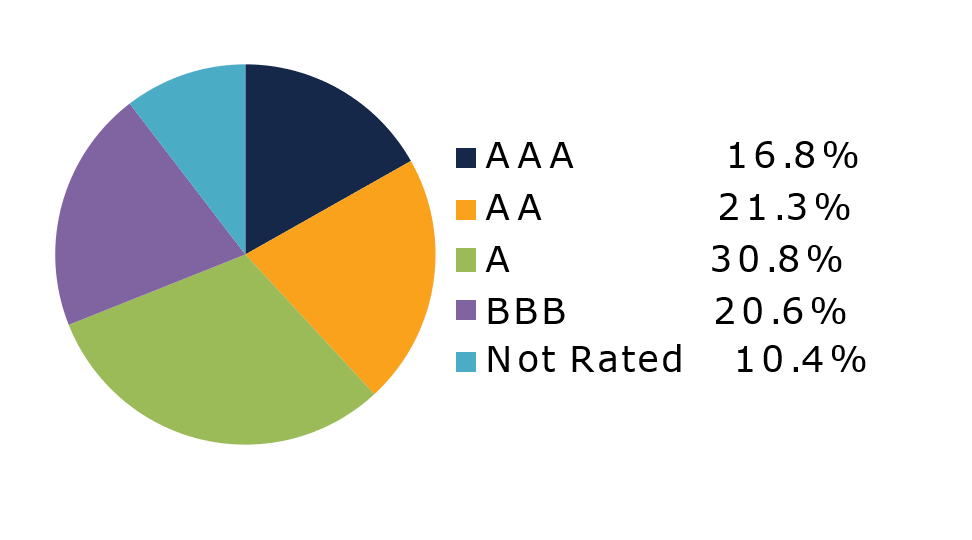 AAA 16.8%
AA 21.3%
A 30.8%
BBB 20.6%
Not Rated 10.4%